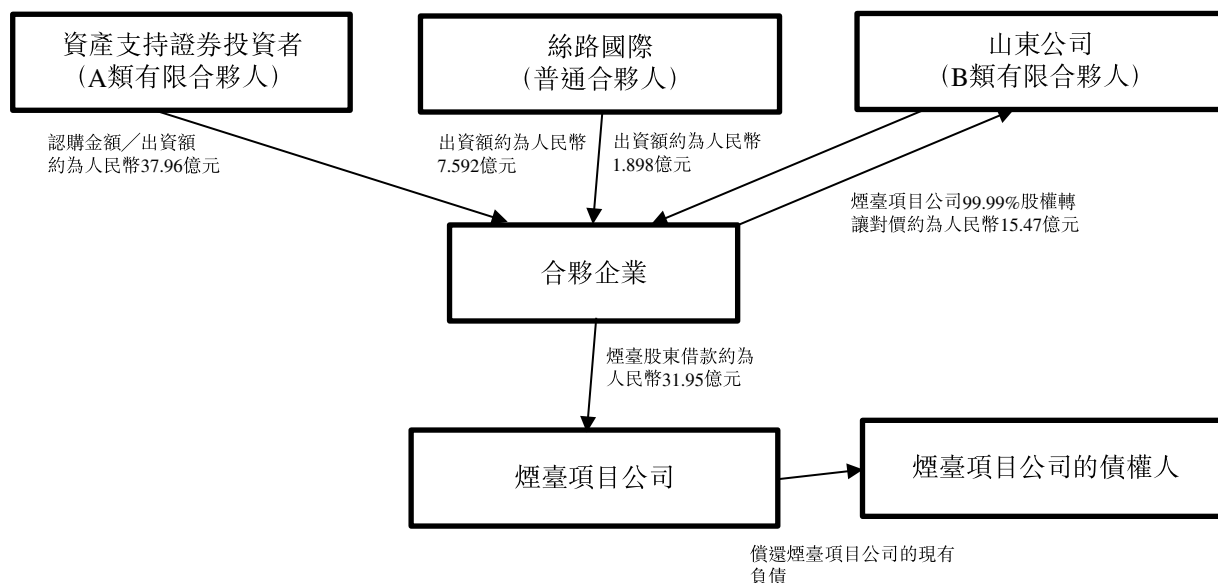 資產支持證券投資者
（A類有限合夥人）
絲路國際
（普通合夥人）
山東公司
（B類有限合夥人）
認購金額／出資額
約為人民幣37.96億元
出資額約為人民幣
7.592億元
出資額約為人民幣
1.898億元
煙臺項目公司99.99%股權轉
讓對價約為人民幣15.47億元
合夥企業
煙臺股東借款約為
人民幣31.95億元
煙臺項目公司
煙臺項目公司的債權人
償還煙臺項目公司的現有
負債